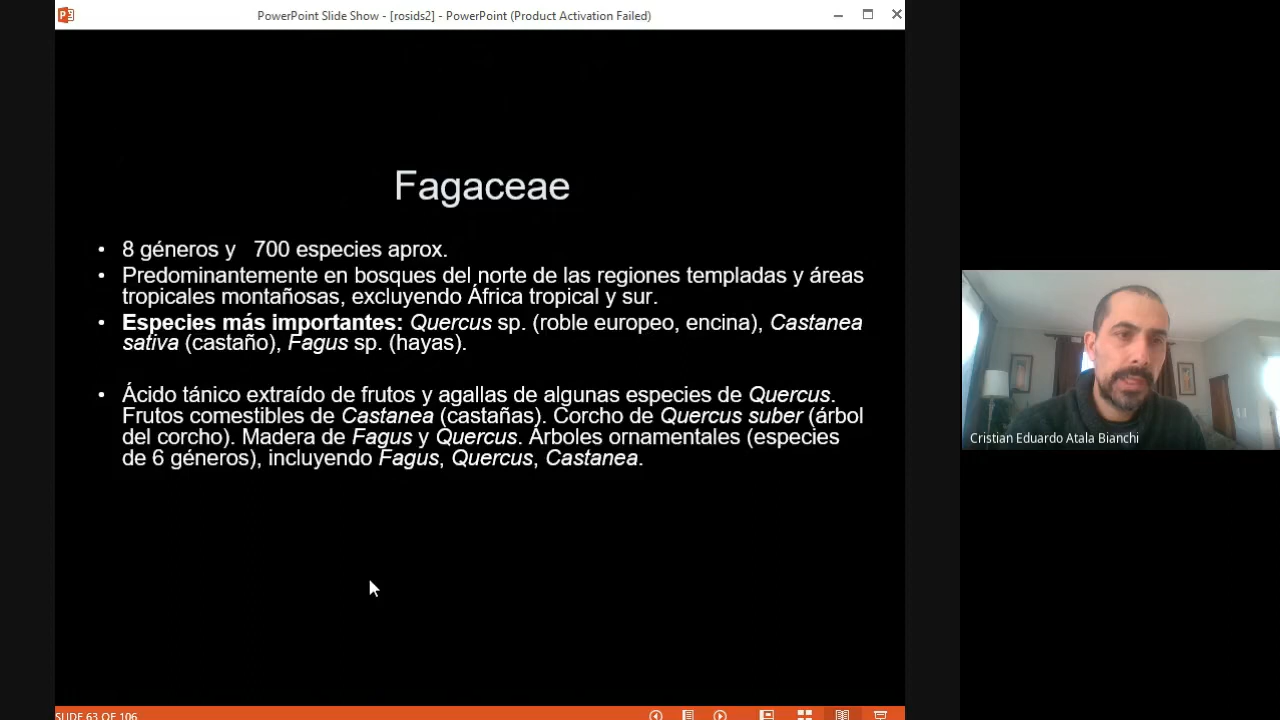 PowerPoint Slide Show - [rosids2] - PowerPoint (Product Activation Failed)
Fagaceae
• 8 géneros y 700 especies aprox.
• Predominantemente en bosques del norte de las regiones templadas y áreas
tropicales montañosas, excluyendo África tropical y sur.
• Especies más importantes: Quercus sp. (roble europeo, encina), Castanea
sativa (castaño), Fagus sp. (hayas).
• Ácido tánico extraído de frutos y agallas de algunas especies de Quercus.
Frutos comestibles de Castanea (castañas). Corcho de Quercus suber (árbol
del corcho). Madera de Fagus y Quercus. Árboles ornamentales (especies
de 6 géneros), incluyendo Fagus, Quercus, Castanea.
Cristian Eduardo Atala Bianchi
SLIDE 63 OF 106